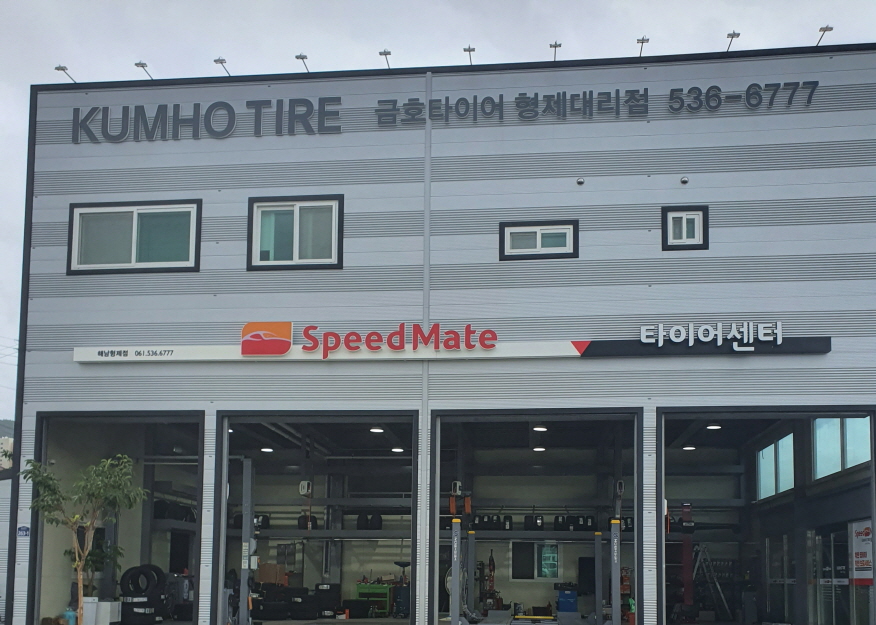 KUMHO TIRE 금호타이어 형제대리점 536-6777
SpeedMate 타이어센터
해남형제점 061.536.6777